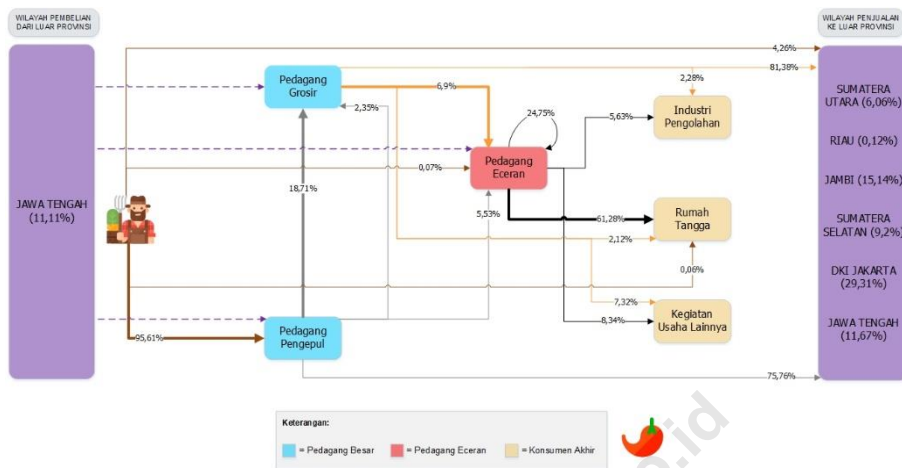 WILAYAH PEMBELIAN
DARI LUAR PROVINSI
WILAYAH PENJUALAN
KE LUAR PROVINSI
4,26%
81,38%
Pedagang
Grosir
6,9%
2,35%
2,28%
24,75%
Industri
Pengolahan
5,63%
SUMATERA
UTARA (6,06%)
RIAU (0,12%)
Pedagang
Eceran
0,07%
18,71%
JAMBI (15,14%)
JAWA TENGAH
(11,11%)
5,53%
61,28%
Rumah
Tangga
2,12%
SUMATERA
SELATAN (9,2%)
0,06%
DKI JAKARTA
(29,31%)
7,32%
Kegiatan
Usaha Lainnya
8,34%
JAWA TENGAH
(11,67%)
95,61%
Pedagang
Pengepul
75,76%
Keterangan:
= Pedagang Besar
= Pedagang Eceran
= Konsumen Akhir
o.id